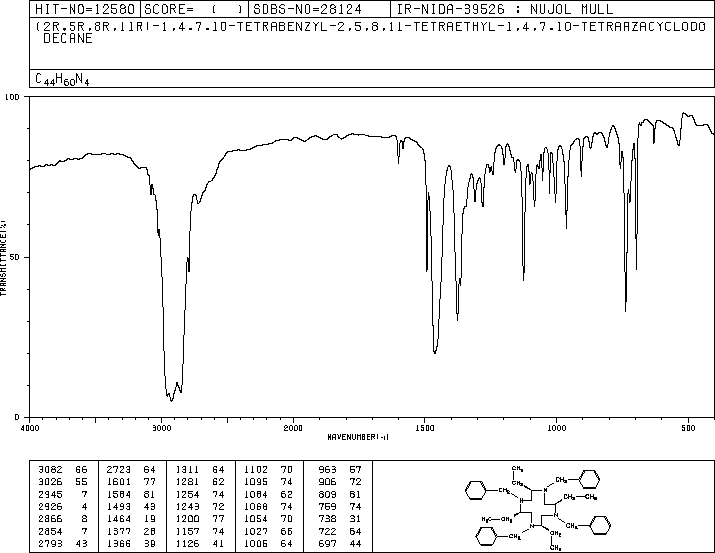 HIT-NO=12580 SCORE= ( ) SDBS-NO=28124 IR-NIDA-39526 : NUJOL MULL
(2R,5R,8R,11R)-1,4,7,10-TETRABENZYL-2,5,8,11-TETRAETHYL-1,4,7,10-TETRAAZACYCLODO
DECANE
C44H60N4
100
50
0
TRANSMITTANCE(%)
4000 3000 2000 1500 1000 500
WAVENUMBER(-1)
3082 66 2723 64 1311 64 1102 70 963 57
3026 55 1601 77 1281 62 1095 74 906 72
2945 7 1584 81 1254 74 1084 62 809 81
2926 4 1493 43 1243 72 1068 74 759 74
2866 8 1464 19 1200 77 1054 70 738 31
2854 7 1377 28 1157 74 1027 66 722 64
2793 43 1366 39 1126 41 1006 64 697 44